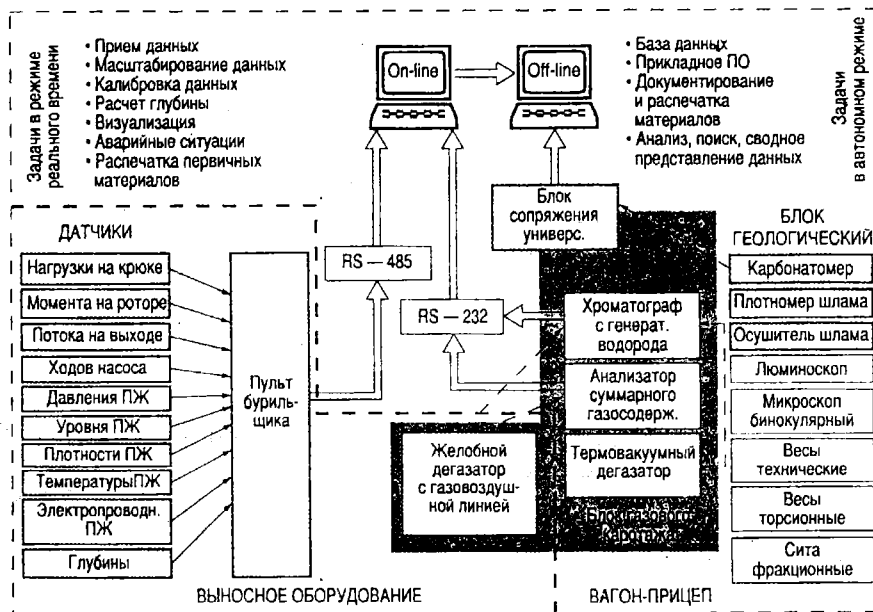 Задачи в режиме
реального времени
• Прием данных
• Масштабирование данных
• Калибровка данных
• Расчет глубины
• Визуализация
• Аварийные ситуации
• Распечатка первичных
материалов
On-line
Off-line
• База данных
• Прикладное ПО
• Документирование
и распечатка
материалов
• Анализ, поиск, сводное
представление данных
Задачи
в автономном режиме
ДАТЧИКИ
Нагрузки на крюке
Момента на роторе
Потока на выходе
Ходов насоса
Давления ПЖ
Уровня ПЖ
Плотности ПЖ
ТемпературыПЖ
Электропроводн.
ПЖ
Глубины
Пульт
буриль-
щика
RS — 485
RS — 232
Блок
сопряжения
универс.
Хроматограф
с генерат.
водорода
Анализатор
суммарного
газосодерж.
Термовакуумный
дегазатор
Блок газового
каротажа
Желобной
дегазатор
с газовоздуш-
ной линией
БЛОК
ГЕОЛОГИЧЕСКИЙ
Карбонатомер
Плотномер шлама
Осушитель шлама
Люминоскоп
Микроскоп
бинокулярный
Весы
технические
Весы
торсионные
Сита
фракционные
ВЫНОСНОЕ ОБОРУДОВАНИЕ
ВАГОН-ПРИЦЕП